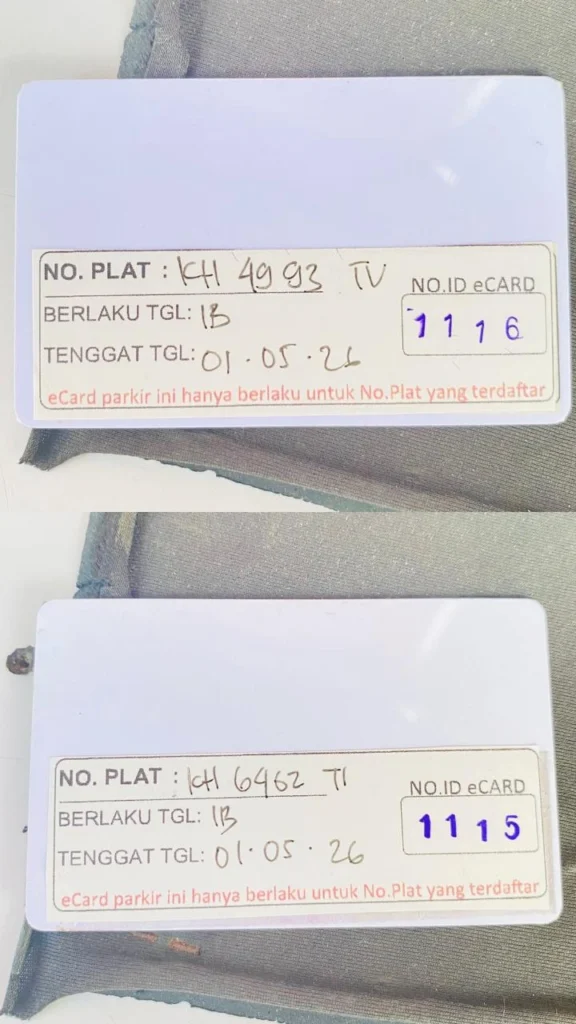 NO. PLAT : KH 4993 TV
NO.ID eCARD
BERLAKU TGL: 1B
1116
TENGGAT TGL: 01.05.26
eCard parkir ini hanya berlaku untuk No.Plat yang terdaftar
NO. PLAT : KH 6462 TI
NO.ID eCARD
BERLAKU TGL: 1B
1115
TENGGAT TGL: 01.05.26
eCard parkir ini hanya berlaku untuk No.Plat yang terdaftar